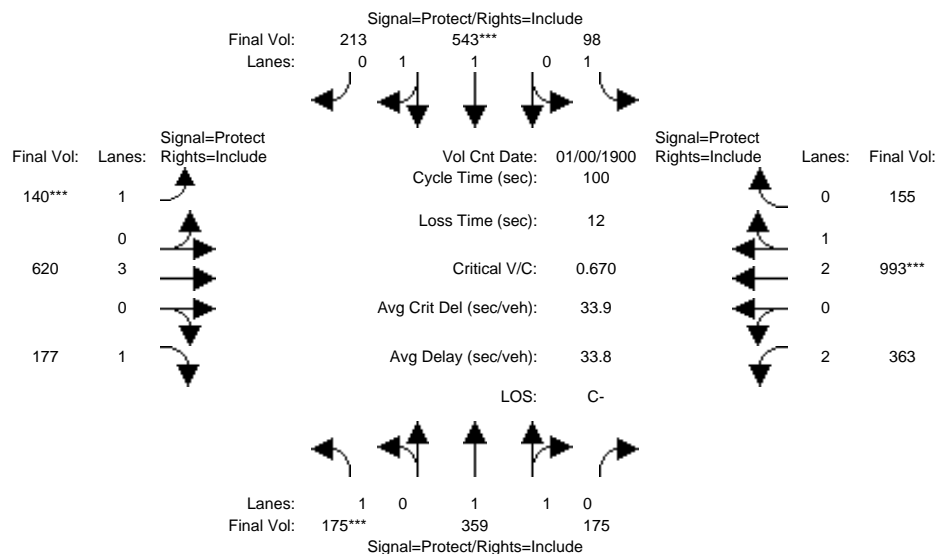 Signal=Protect/Rights=Include
Final Vol: 213 543*** 98
Lanes: 0 1 1 0 1
Signal=Protect
Final Vol: Lanes: Rights=Include
Vol Cnt Date: 01/00/1900
Signal=Protect
Rights=Include Lanes: Final Vol:
Cycle Time (sec): 100
140*** 1
0 155
Loss Time (sec): 12
0
1
620 3
Critical V/C: 0.670
2 993***
0
Avg Crit Del (sec/veh): 33.9
0
177 1
Avg Delay (sec/veh): 33.8
2 363
LOS: C-
Lanes: 1 0 1 1 0
Final Vol: 175*** 359 175
Signal=Protect/Rights=Include